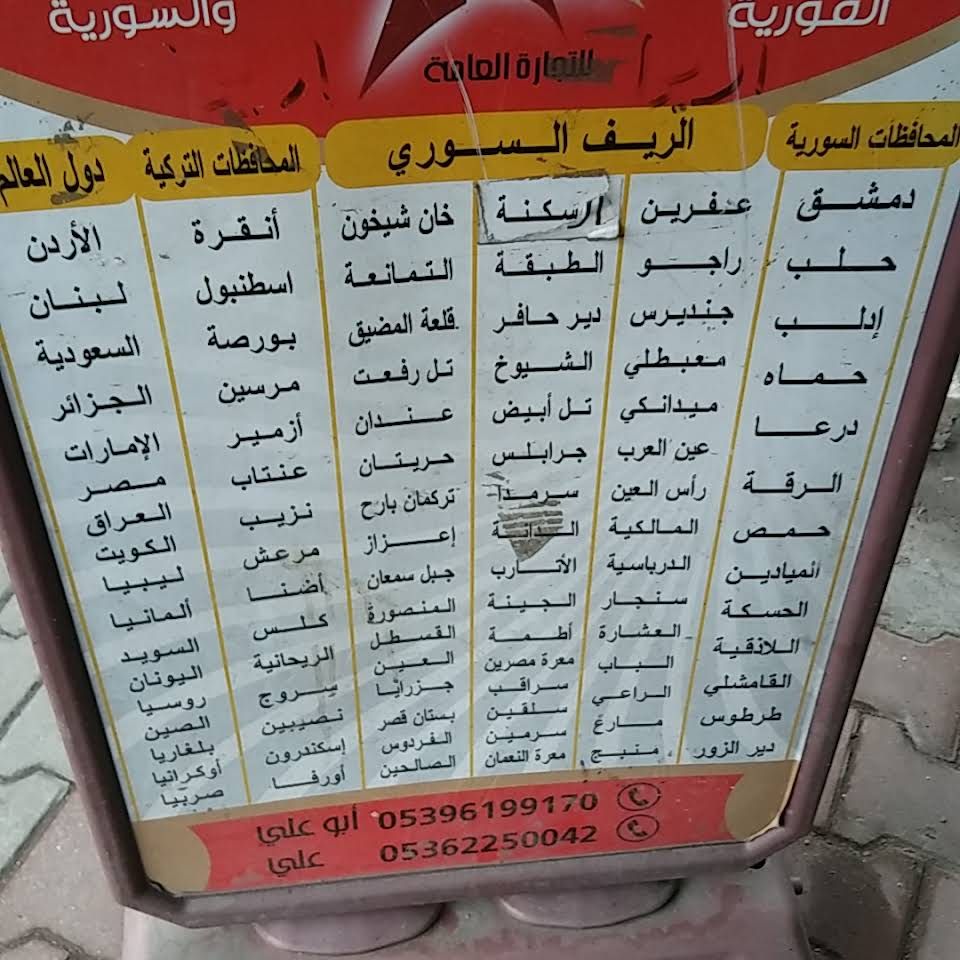 الفورية
والسورية
للتجارة العامة
المحافظات السورية
دمشق
حلب
إدلب
حماه
درعا
الرقة
حمص
الميادين
الحسكة
اللاذقية
القامشلي
طرطوس
دير الزور
الريف السوري
عفرين
راجو
جنديرس
معبطلي
ميدانكي
عين العرب
رأس العين
المالكية
الدرباسية
سنجار
العشارة
الباب
الراعي
مارع
منبج
السكنة
الطبقة
دير حافر
الشيوخ
تل أبيض
جرابلس
سرمدا
الدانة
الأتارب
الجينة
أطمة
معرة مصرين
سراقب
سلقين
سرمين
معرة النعمان
خان شيخون
التمانعة
قلعة المضيق
تل رفعت
عندان
حريتان
تركمان بارح
إعزاز
جبل سمعان
المنصورة
القسطل
العين
جزرايا
بستان قصر
الفردوس
الصالحين
المحافظات التركية
أنقرة
اسطنبول
بورصة
مرسين
أزمير
عنتاب
نزيب
مرعش
أضنا
كلس
الريحانية
سروج
نصيبين
إسكندرون
أورفا
دول العالم
الأردن
لبنان
السعودية
الجزائر
الإمارات
مصر
العراق
الكويت
ليبيا
ألمانيا
السويد
اليونان
روسيا
الصين
بلغاريا
أوكرانيا
صربيا
05396199170 أبو علي
05362250042 علي